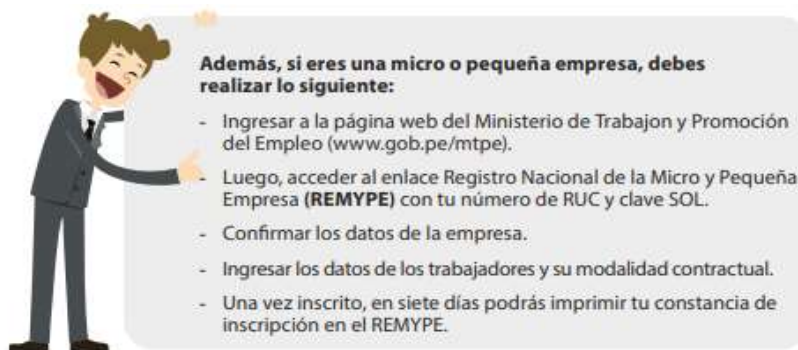 Además, si eres una micro o pequeña empresa, debes
realizar lo siguiente:
- Ingresar a la página web del Ministerio de Trabajon y Promoción
del Empleo (www.gob.pe/mtpe).
- Luego, acceder al enlace Registro Nacional de la Micro y Pequeña
Empresa (REMYPE) con tu número de RUC y clave SOL.
- Confirmar los datos de la empresa.
- Ingresar los datos de los trabajadores y su modalidad contractual.
- Una vez inscrito, en siete días podrás imprimir tu constancia de
inscripción en el REMYPE.